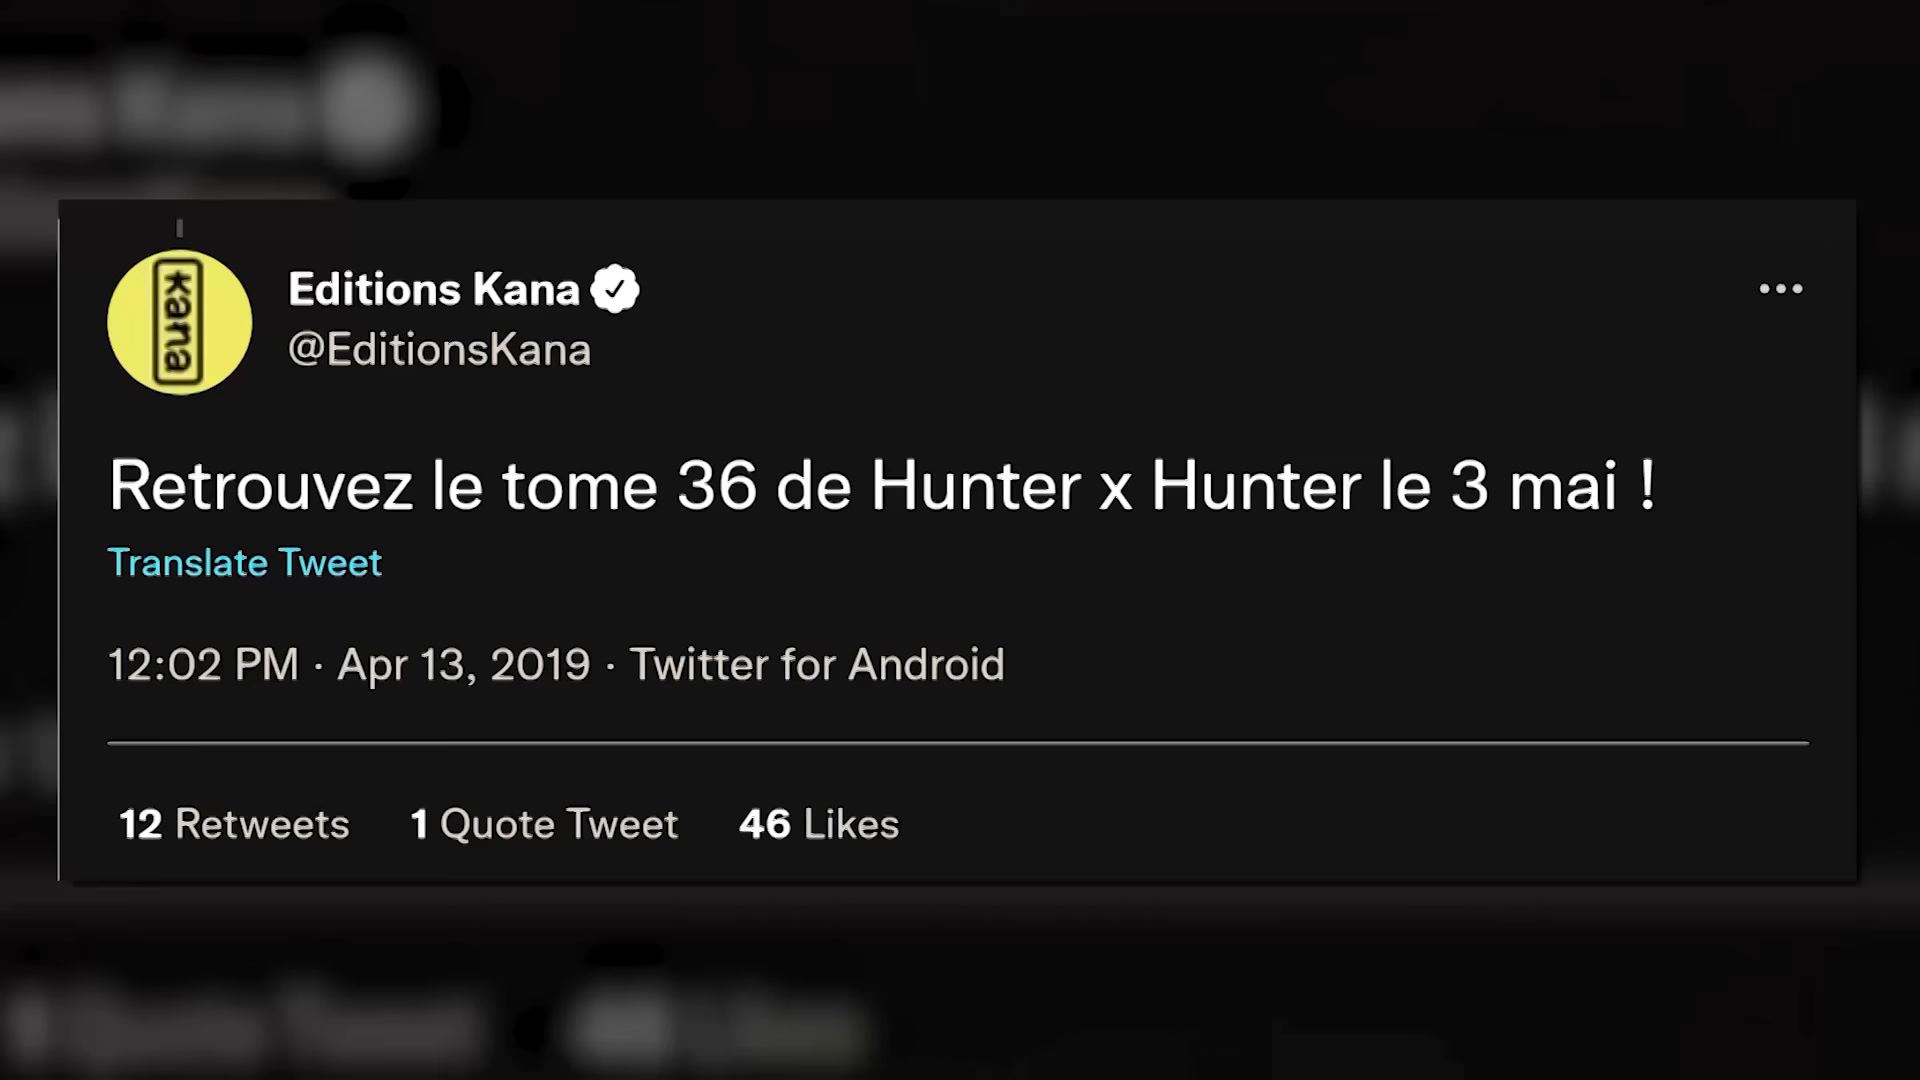 kana
Editions Kana
@EditionsKana
Retrouvez le tome 36 de Hunter x Hunter le 3 mai !
Translate Tweet
12:02 PM · Apr 13, 2019 · Twitter for Android
12 Retweets 1 Quote Tweet 46 Likes